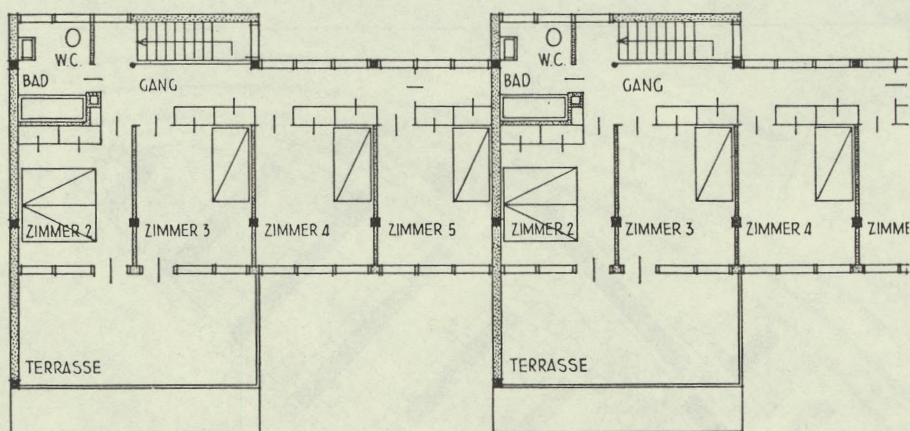 W.C.
W.C.
BAD
GANG
BAD
GANG
ZIMMER 2
ZIMMER 3
ZIMMER 4
ZIMMER 5
ZIMMER 2
ZIMMER 3
ZIMMER 4
ZIMME
TERRASSE
TERRASSE